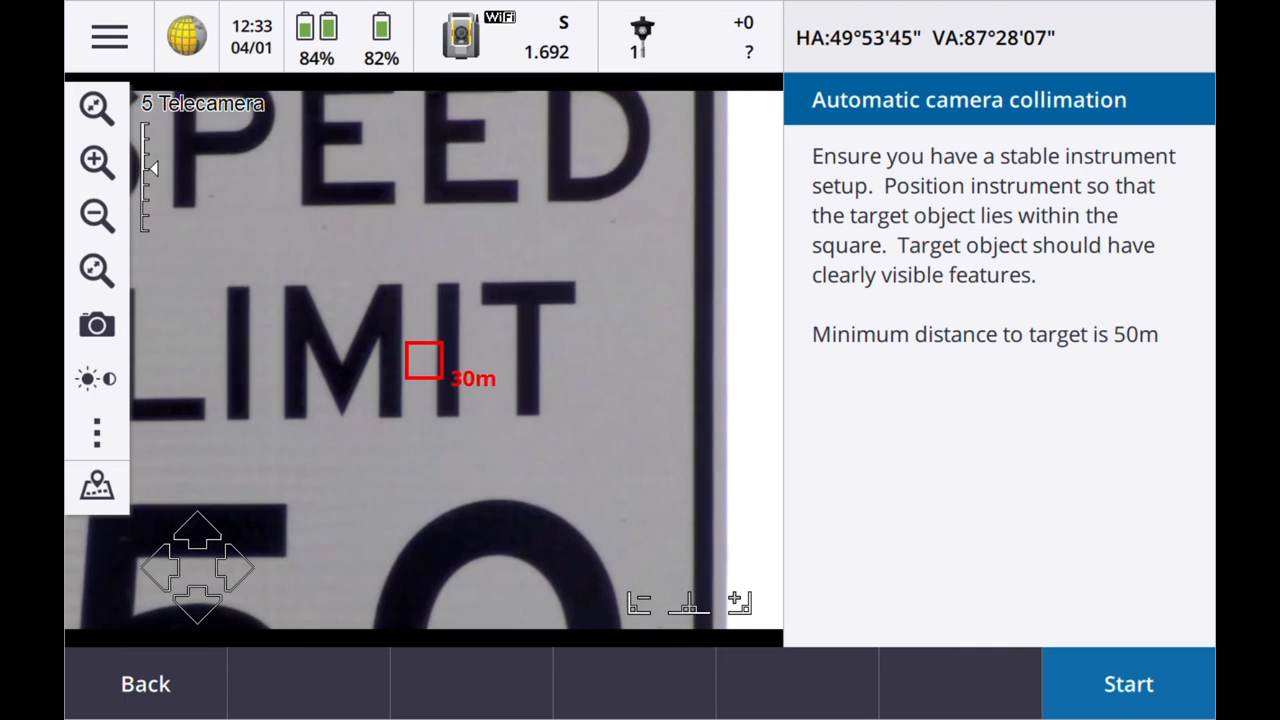 12:33
04/01
84%
82%
WiFi
S
1.692
+0
1
?
HA:49°53'45" VA:87°28'07"
5 Telecamera
SPEED
LIMIT
50
30m
Automatic camera collimation
Ensure you have a stable instrument
setup. Position instrument so that
the target object lies within the
square. Target object should have
clearly visible features.
Minimum distance to target is 50m
Back
Start